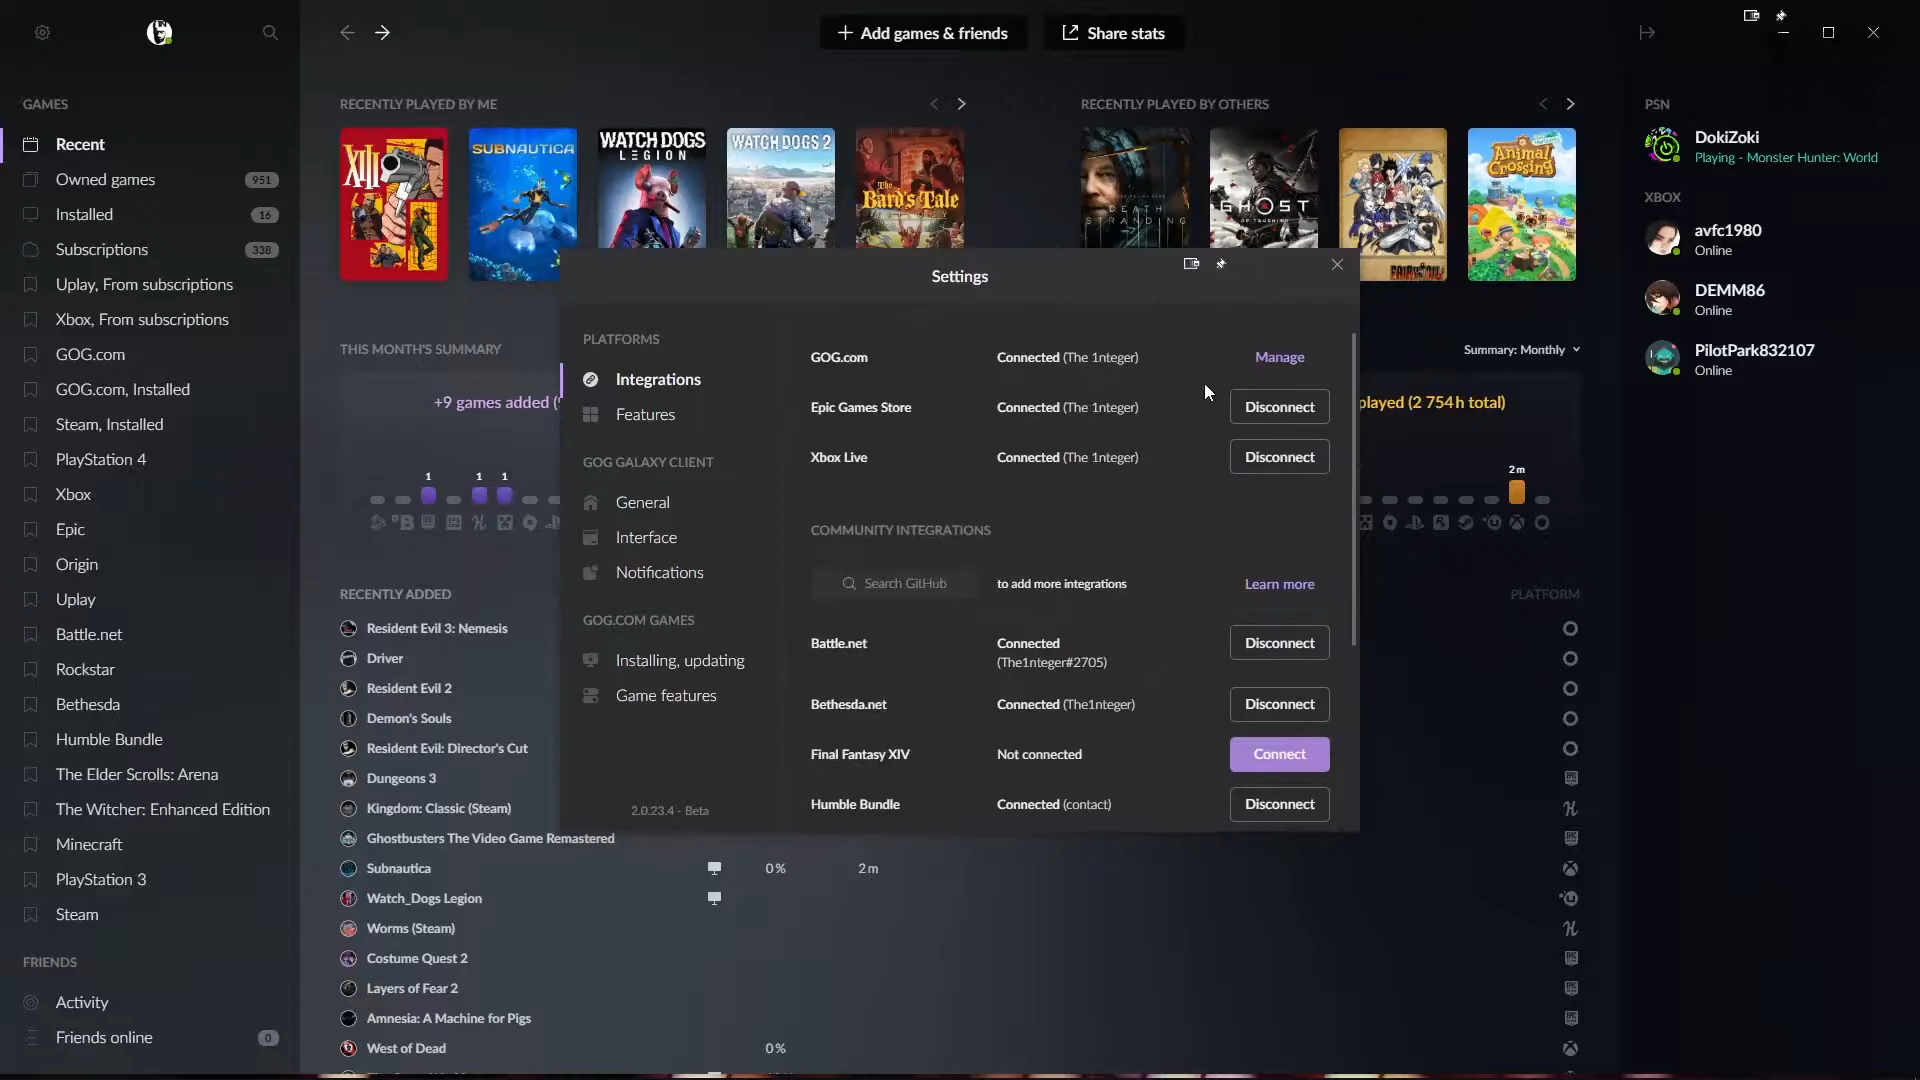 Add games & friends
Share stats
GAMES
Recent
Owned games 951
Installed 16
Subscriptions 338
Uplay, From subscriptions
Xbox, From subscriptions
GOG.com
GOG.com, Installed
Steam, Installed
PlayStation 4
Xbox
Epic
Origin
Uplay
Battle.net
Rockstar
Bethesda
Humble Bundle
The Elder Scrolls: Arena
The Witcher: Enhanced Edition
Minecraft
PlayStation 3
Steam
FRIENDS
Activity
Friends online 0
RECENTLY PLAYED BY ME
XIII
SUBNAUTICA
WATCH DOGS
LEGION
WATCH DOGS 2
The
Bard's Tale
RECENTLY PLAYED BY OTHERS
DEATH
STRANDING
GHOST
FAIRY TAIL
Animal
Crossing
THIS MONTH'S SUMMARY
Summary: Monthly
+9 games added (
played (2 754 h total)
1 1 1
2 m
RECENTLY ADDED
PLATFORM
Resident Evil 3: Nemesis
Driver
Resident Evil 2
Demon's Souls
Resident Evil: Director's Cut
Dungeons 3
Kingdom: Classic (Steam)
Ghostbusters The Video Game Remastered
Subnautica 0 % 2 m
Watch_Dogs Legion
Worms (Steam)
Costume Quest 2
Layers of Fear 2
Amnesia: A Machine for Pigs
West of Dead 0 %
Settings
PLATFORMS
Integrations
Features
GOG GALAXY CLIENT
General
Interface
Notifications
GOG.COM GAMES
Installing, updating
Game features
2.0.23.4 - Beta
GOG.com Connected (The 1nteger) Manage
Epic Games Store Connected (The 1nteger) Disconnect
Xbox Live Connected (The 1nteger) Disconnect
COMMUNITY INTEGRATIONS
Search GitHub to add more integrations Learn more
Battle.net Connected Disconnect
(The1nteger#2705)
Bethesda.net Connected (The1nteger) Disconnect
Final Fantasy XIV Not connected Connect
Humble Bundle Connected (contact) Disconnect
PSN
DokiZoki
Playing - Monster Hunter: World
XBOX
avfc1980
Online
DEMM86
Online
PilotPark832107
Online